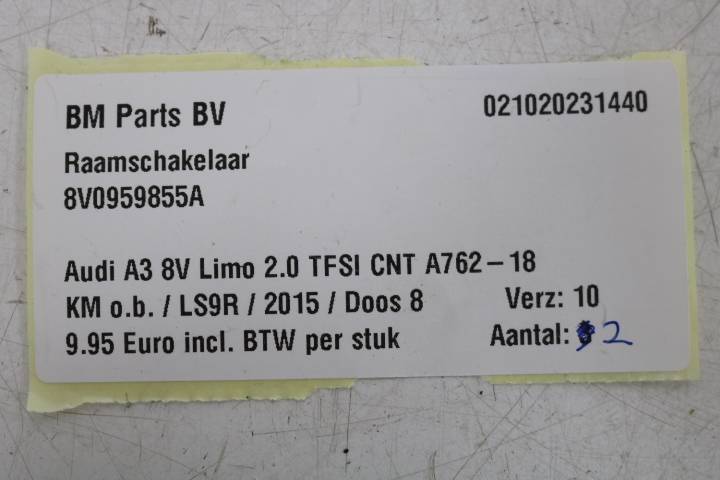 BM Parts BV 021020231440
Raamschakelaar
8V0959855A
Audi A3 8V Limo 2.0 TFSI CNT A762-18
KM o.b. / LS9R / 2015 / Doos 8 Verz: 10
9.95 Euro incl. BTW per stuk Aantal: 2